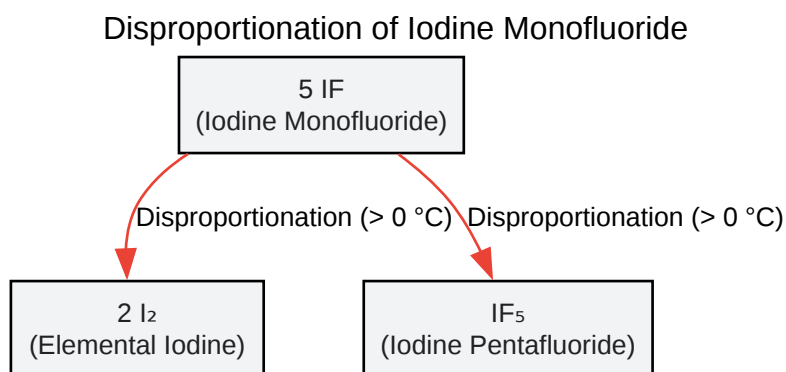 Disproportionation of Iodine Monofluoride
5 IF
(Iodine Monofluoride)
Disproportionation (> 0 °C)
Disproportionation (> 0 °C)
2 I₂
(Elemental Iodine)
IF₅
(Iodine Pentafluoride)